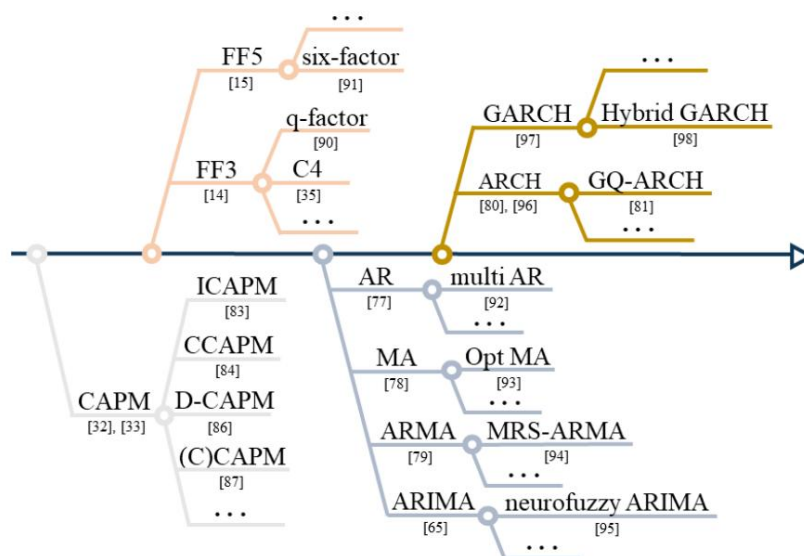 ...
FF5
six-factor
[15]
[91]
q-factor
[90]
FF3
C4
[14]
[35]
...
...
GARCH
Hybrid GARCH
[97]
[98]
ARCH
GQ-ARCH
[80], [96]
[81]
...
ICAPM
[83]
CCAPM
[84]
CAPM
D-CAPM
[32], [33]
[86]
(C)CAPM
[87]
...
AR
multi AR
[77]
[92]
...
MA
Opt MA
[78]
[93]
...
ARMA
MRS-ARMA
[79]
[94]
...
ARIMA
neurofuzzy ARIMA
[65]
[95]
...